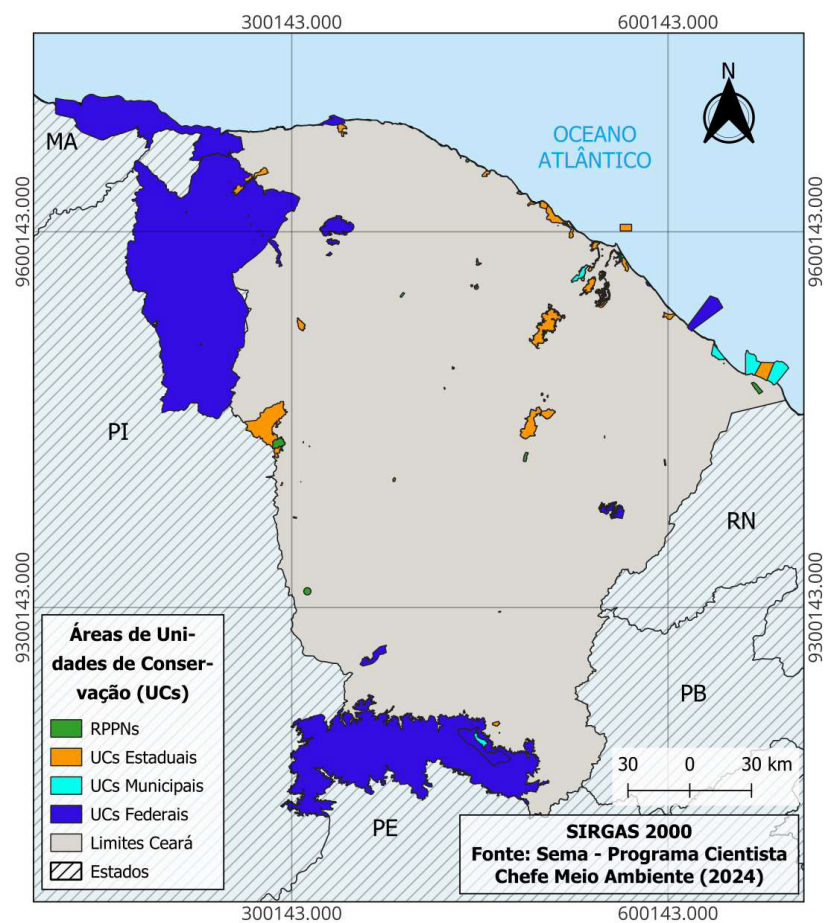 300143.000
600143.000
N
MA
OCEANO
ATLÂNTICO
9600143.000
9600143.000
PI
RN
9300143.000
9300143.000
Áreas de Uni-
dades de Conser-
vação (UCs)
RPPNs
UCs Estaduais
UCs Municipais
UCs Federais
Limites Ceará
Estados
PB
30 0 30 km
PE
SIRGAS 2000
Fonte: Sema - Programa Cientista
Chefe Meio Ambiente (2024)
300143.000
600143.000